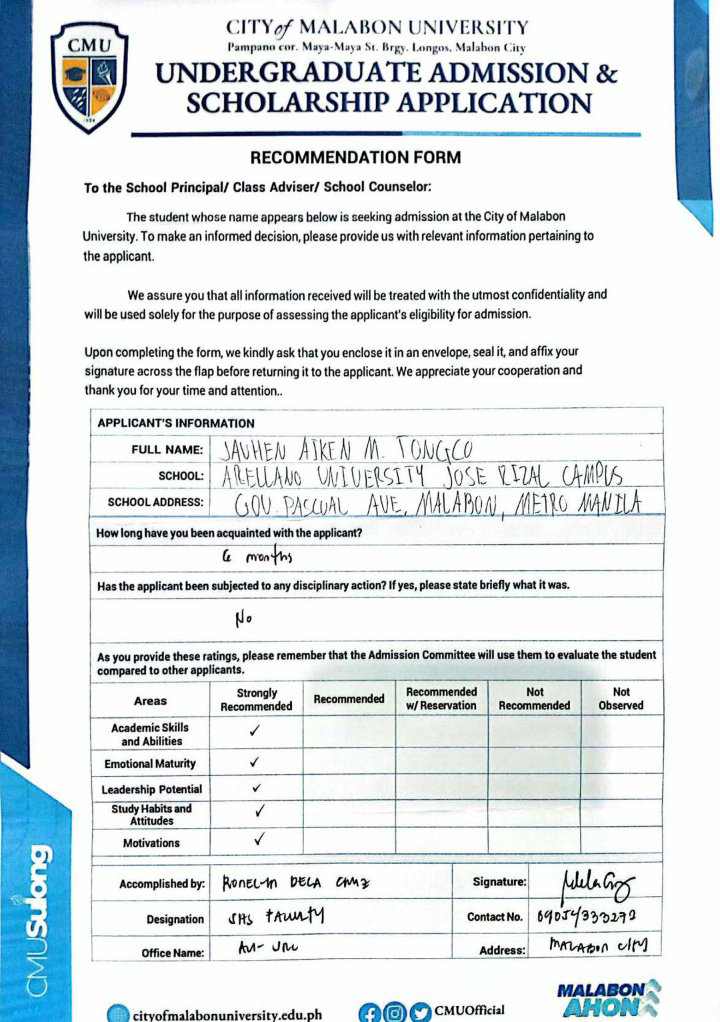 CMU
CITY of MALABON UNIVERSITY
Pampano cor. Maya-Maya St. Brgy. Longos, Malabon City
UNDERGRADUATE ADMISSION &
SCHOLARSHIP APPLICATION
RECOMMENDATION FORM
To the School Principal/ Class Adviser/ School Counselor:
The student whose name appears below is seeking admission at the City of Malabon
University. To make an informed decision, please provide us with relevant information pertaining to
the applicant.
We assure you that all information received will be treated with the utmost confidentiality and
will be used solely for the purpose of assessing the applicant's eligibility for admission.
Upon completing the form, we kindly ask that you enclose it in an envelope, seal it, and affix your
signature across the flap before returning it to the applicant. We appreciate your cooperation and
thank you for your time and attention..
APPLICANT'S INFORMATION
FULL NAME: JAUHEN AIKEN M. TONGCO
SCHOOL: ARELLANO UNIVERSITY JOSE RIZAL CAMPUS
SCHOOL ADDRESS: GOV. PASCUAL AVE, MALABON, METRO MANILA
How long have you been acquainted with the applicant?
6 months
Has the applicant been subjected to any disciplinary action? If yes, please state briefly what it was.
No
As you provide these ratings, please remember that the Admission Committee will use them to evaluate the student
compared to other applicants.
Areas Strongly Recommended Recommended Recommended w/ Reservation Not Recommended Not Observed
Academic Skills and Abilities ✓
Emotional Maturity ✓
Leadership Potential ✓
Study Habits and Attitudes ✓
Motivations ✓
Accomplished by: RONEL-YN DELA CRUZ Signature:
Designation SHS FACULTY Contact No.
Office Name: AU- JRC Address: MALABON CITY
CMUSulong
cityofmalabonuniversity.edu.ph
CMUOfficial
MALABON
AHON